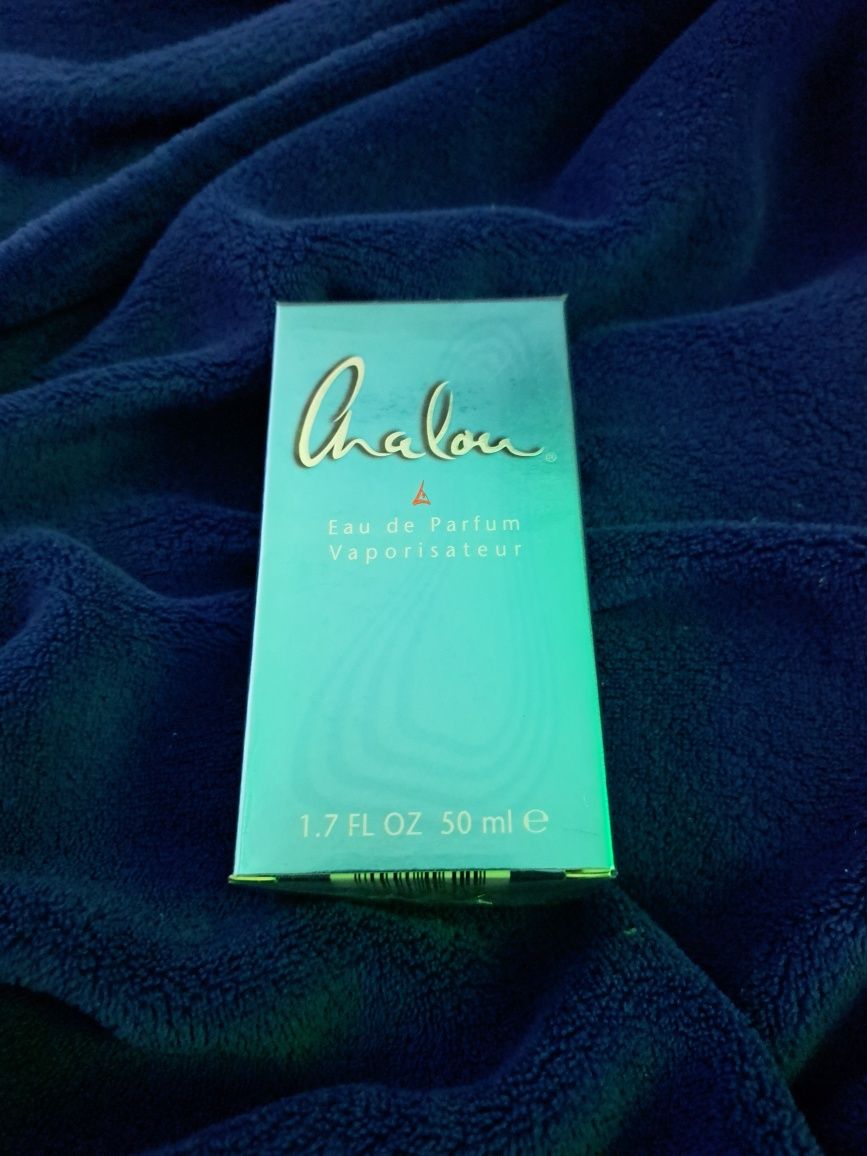 Chalou ®
Eau de Parfum
Vaporisateur
1.7 FL OZ 50 ml ℮